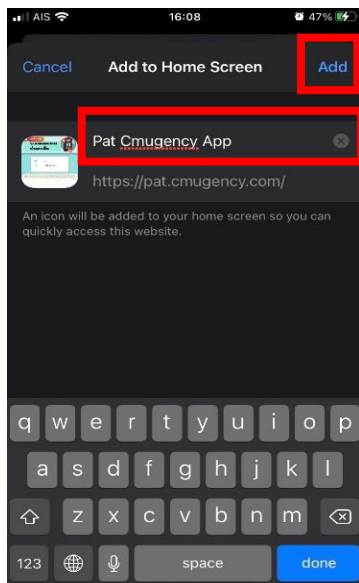 AIS 16:08 47%
Cancel Add to Home Screen Add
Pat Cmugency App
https://pat.cmugency.com/
An icon will be added to your home screen so you can
quickly access this website.
q w e r t y u i o p
a s d f g h j k l
z x c v b n m
123 space done